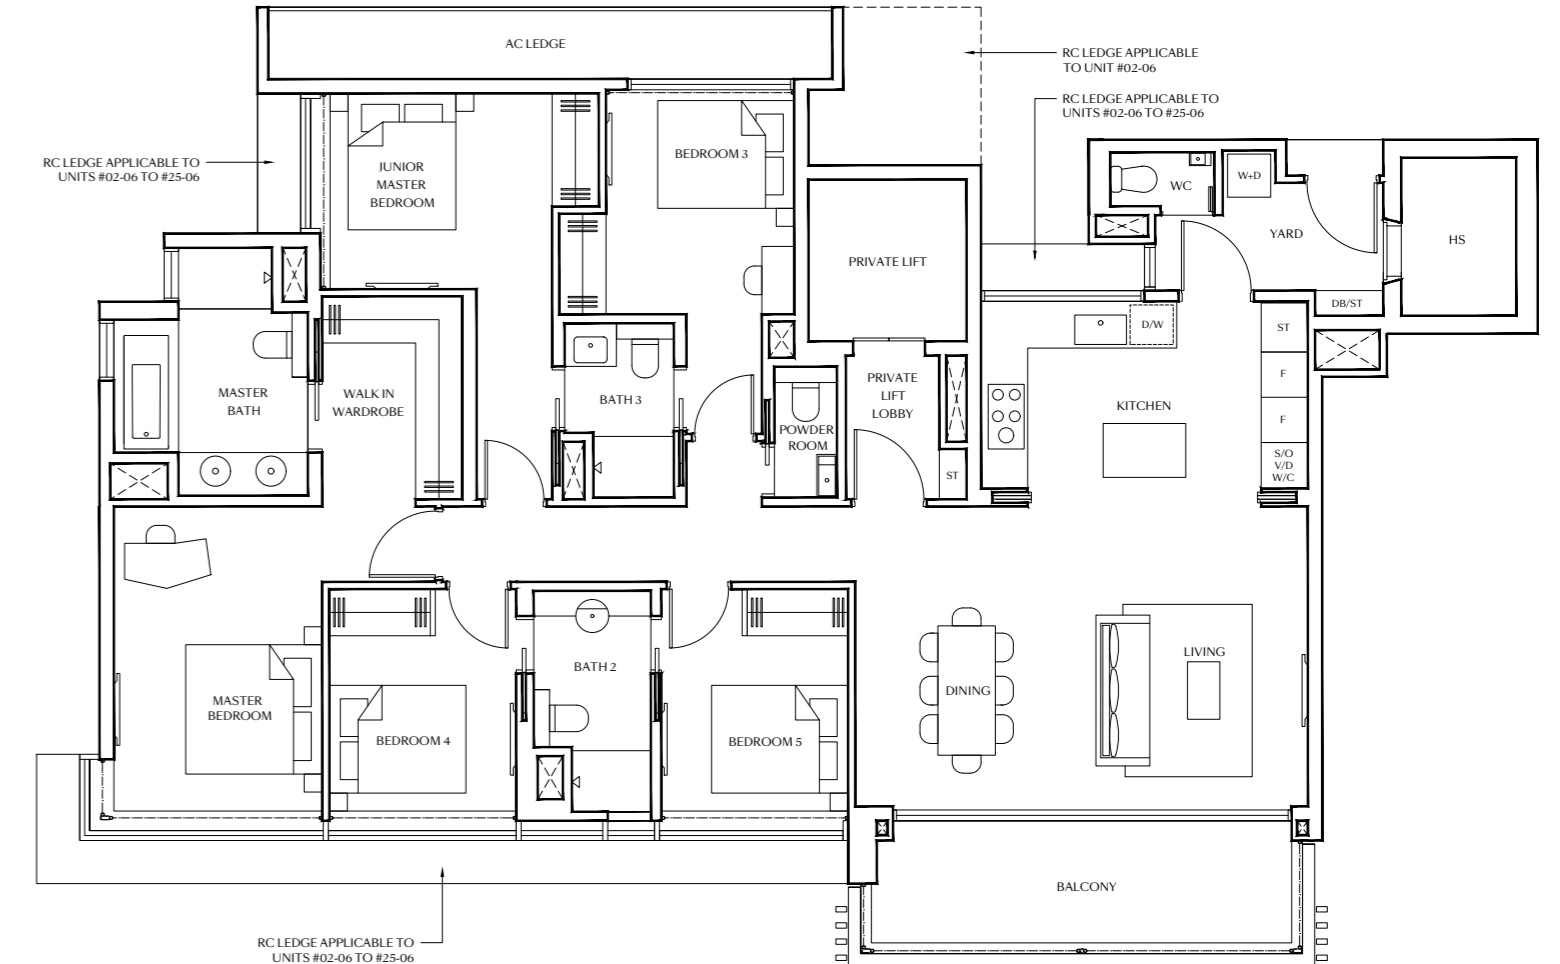 AC LEDGE
RC LEDGE APPLICABLE
TO UNIT #02-06
RC LEDGE APPLICABLE TO
UNITS #02-06 TO #25-06
RC LEDGE APPLICABLE TO
UNITS #02-06 TO #25-06
JUNIOR
MASTER
BEDROOM
BEDROOM 3
WC
W+D
YARD
HS
PRIVATE LIFT
DB/ST
D/W
ST
F
F
S/O
V/D
W/C
KITCHEN
MASTER
BATH
WALK IN
WARDROBE
BATH 3
POWDER
ROOM
PRIVATE
LIFT
LOBBY
ST
MASTER
BEDROOM
BEDROOM 4
BATH 2
BEDROOM 5
DINING
LIVING
BALCONY
RC LEDGE APPLICABLE TO
UNITS #02-06 TO #25-06